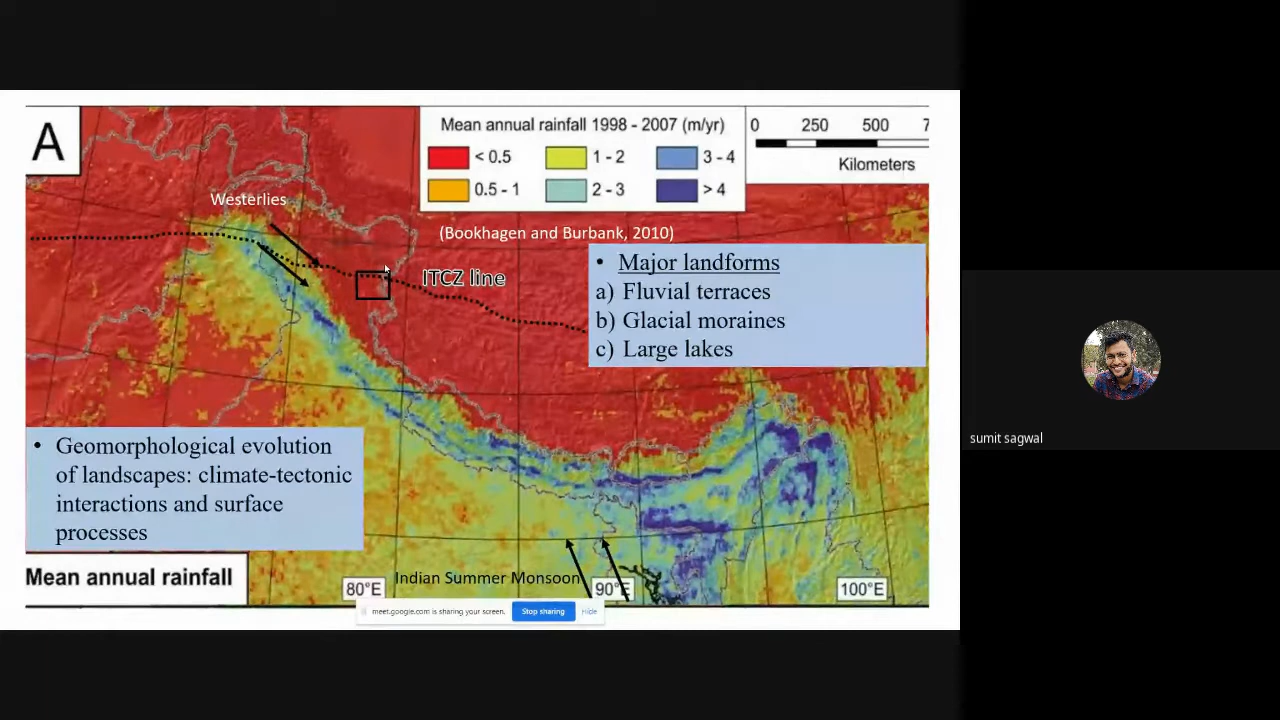 A
Mean annual rainfall 1998 - 2007 (m/yr)
< 0.5
1 - 2
3 - 4
0.5 - 1
2 - 3
> 4
0 250 500 7
Kilometers
Westerlies
(Bookhagen and Burbank, 2010)
ITCZ line
• Major landforms
a) Fluvial terraces
b) Glacial moraines
c) Large lakes
• Geomorphological evolution
of landscapes: climate-tectonic
interactions and surface
processes
Mean annual rainfall
80°E
Indian Summer Monsoon
90°E
100°E
meet.google.com is sharing your screen. Stop sharing Hide
sumit sagwal